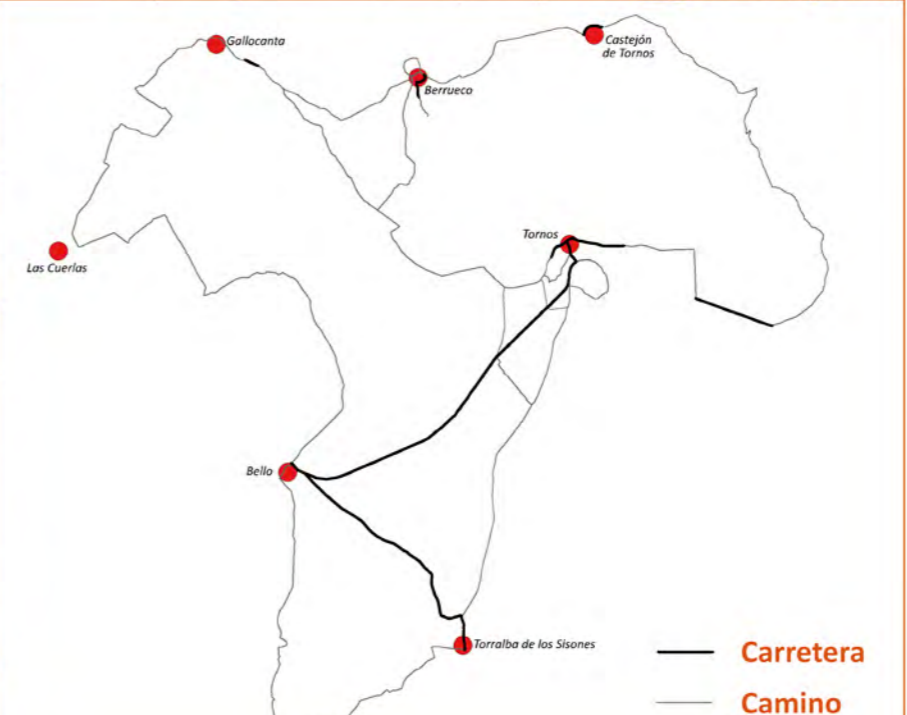 Gallocanta
Castejón
de Tornos
Berrueco
Tornos
Las Cuerlas
Bello
Torralba de los Sisones
Carretera
Camino